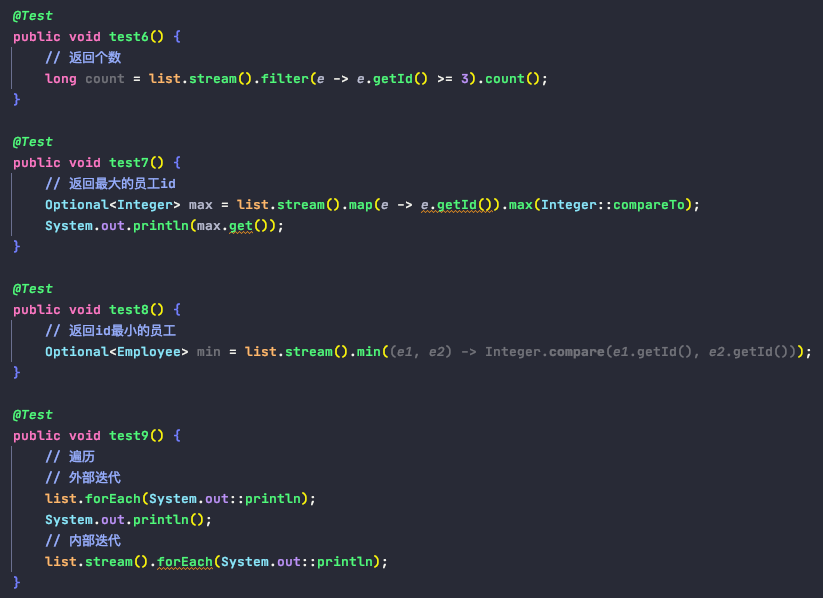 @Test
public void test6() {
    // 返回个数
    long count = list.stream().filter(e -> e.getId() >= 3).count();
}
@Test
public void test7() {
    // 返回最大的员工id
    Optional<Integer> max = list.stream().map(e -> e.getId()).max(Integer::compareTo);
    System.out.println(max.get());
}
@Test
public void test8() {
    // 返回id最小的员工
    Optional<Employee> min = list.stream().min((e1, e2) -> Integer.compare(e1.getId(), e2.getId()));
}
@Test
public void test9() {
    // 遍历
    // 外部迭代
    list.forEach(System.out::println);
    System.out.println();
    // 内部迭代
    list.stream().forEach(System.out::println);
}